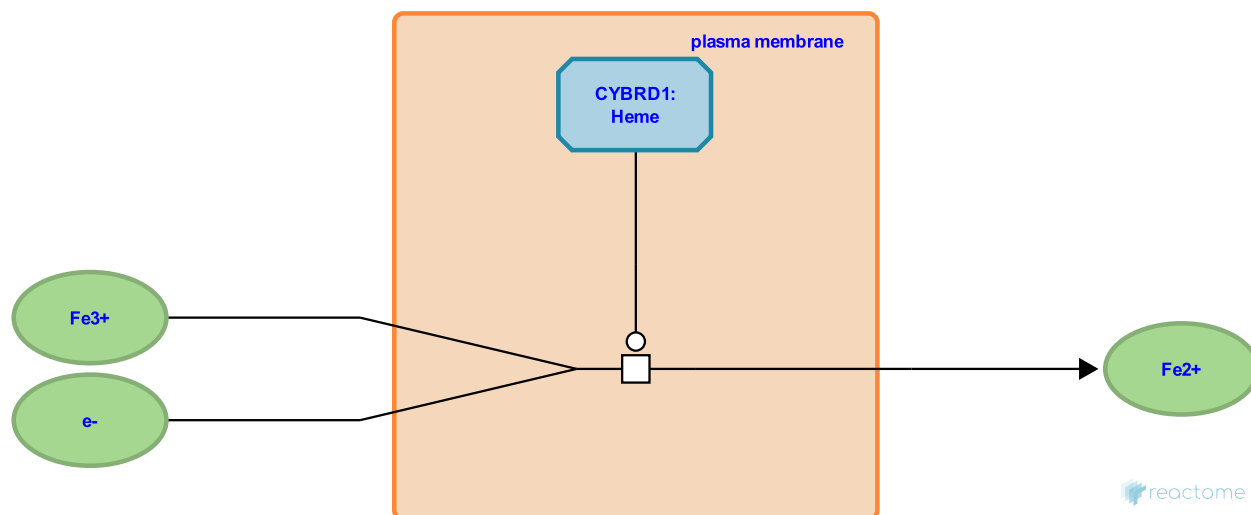 plasma membrane
CYBRD1:
Heme
Fe3+
e-
Fe2+
reactome